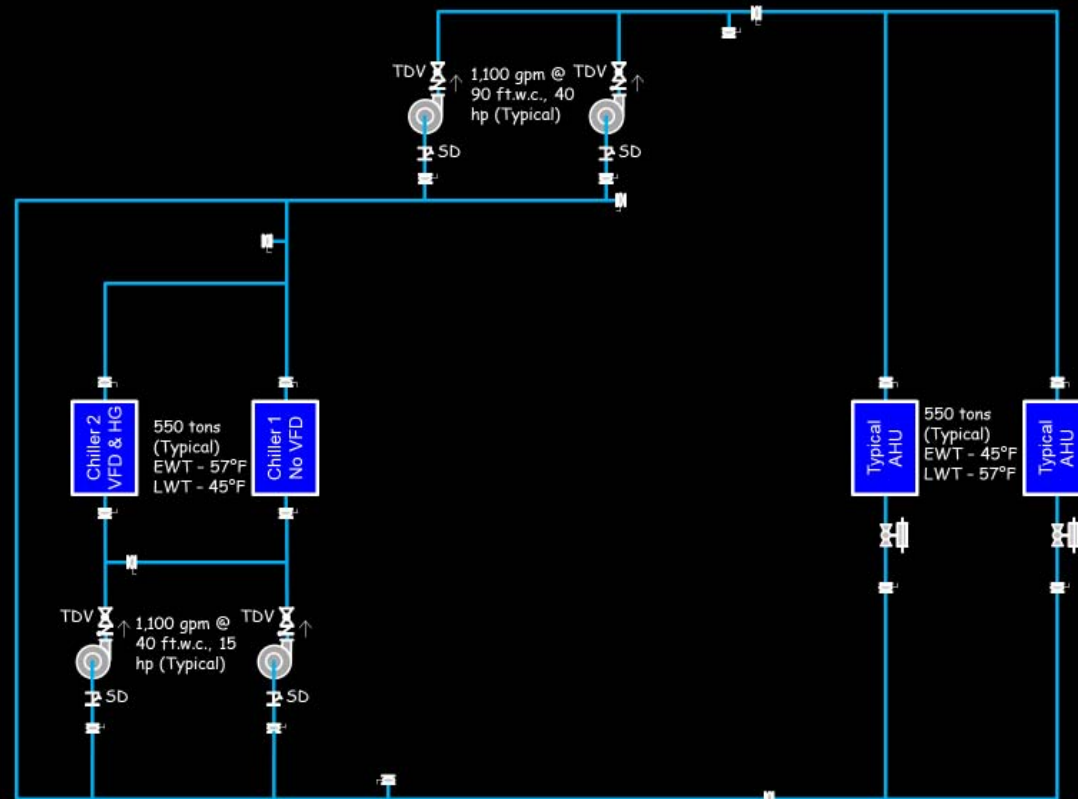 TDV
1,100 gpm @
90 ft.w.c., 40
hp (Typical)
TDV
SD
SD
Chiller 2
VFD & HG
550 tons
(Typical)
EWT - 57°F
LWT - 45°F
Chiller 1
No VFD
Typical
AHU
550 tons
(Typical)
EWT - 45°F
LWT - 57°F
Typical
AHU
TDV
1,100 gpm @
40 ft.w.c., 15
hp (Typical)
TDV
SD
SD